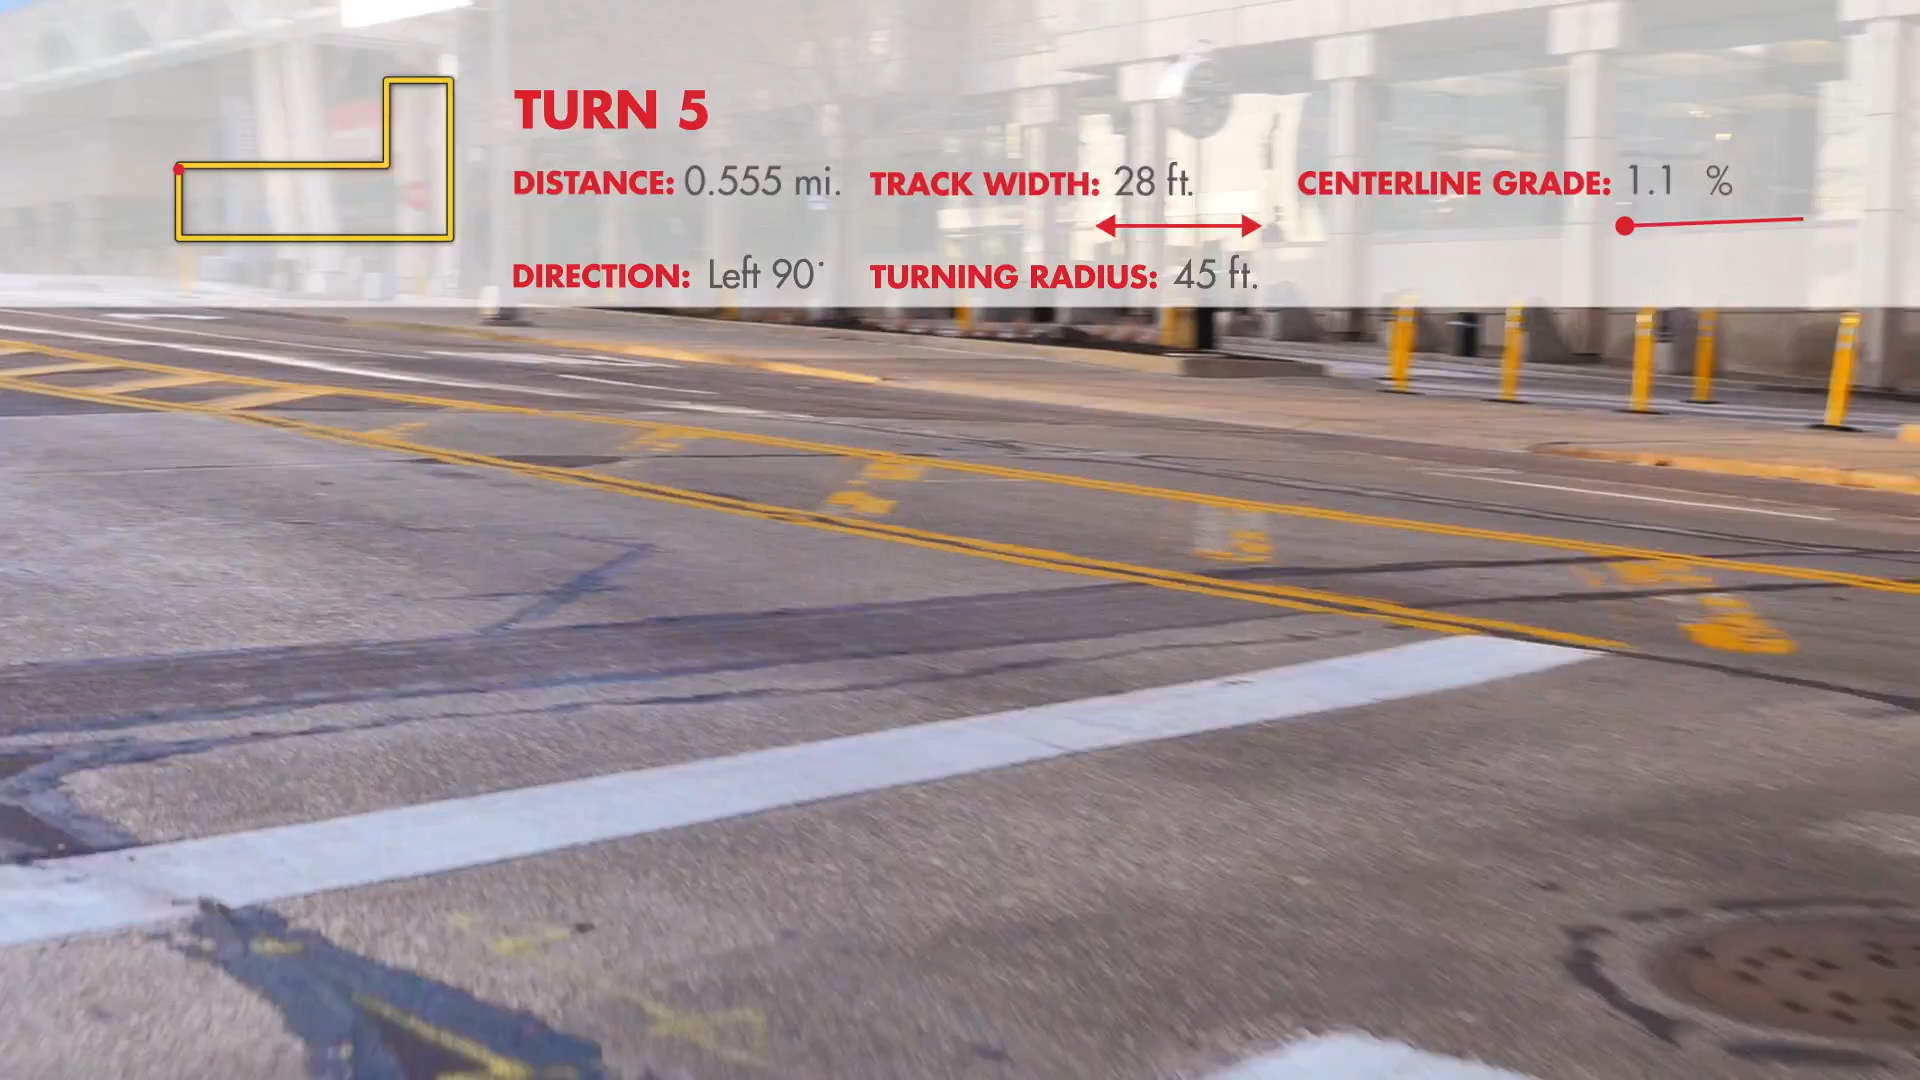 TURN 5
DISTANCE: 0.555 mi. TRACK WIDTH: 28 ft. CENTERLINE GRADE: 1.1 %
DIRECTION: Left 90˚ TURNING RADIUS: 45 ft.